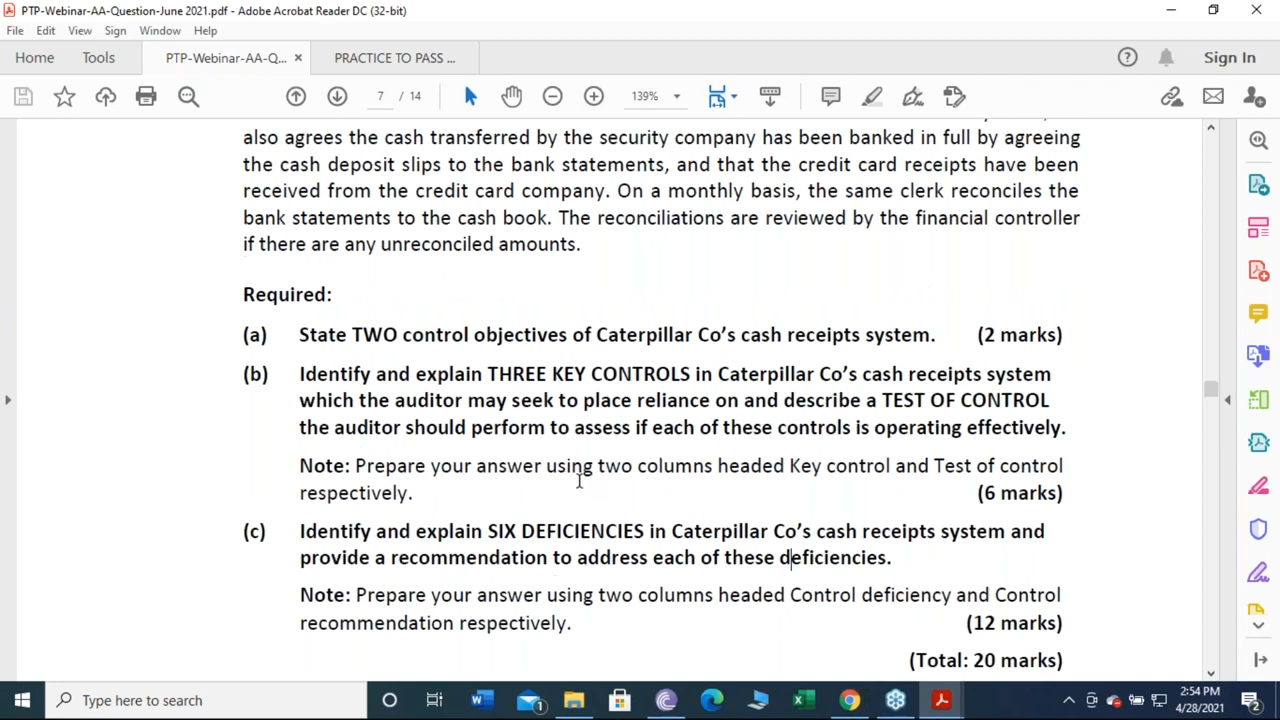 PTP-Webinar-AA-Question-June 2021.pdf - Adobe Acrobat Reader DC (32-bit)
File Edit View Sign Window Help
Home Tools PTP-Webinar-AA-Q... × PRACTICE TO PASS ... Sign In
7 / 14 139%
also agrees the cash transferred by the security company has been banked in full by agreeing
the cash deposit slips to the bank statements, and that the credit card receipts have been
received from the credit card company. On a monthly basis, the same clerk reconciles the
bank statements to the cash book. The reconciliations are reviewed by the financial controller
if there are any unreconciled amounts.
Required:
(a) State TWO control objectives of Caterpillar Co’s cash receipts system. (2 marks)
(b) Identify and explain THREE KEY CONTROLS in Caterpillar Co’s cash receipts system
which the auditor may seek to place reliance on and describe a TEST OF CONTROL
the auditor should perform to assess if each of these controls is operating effectively.
Note: Prepare your answer using two columns headed Key control and Test of control
respectively. (6 marks)
(c) Identify and explain SIX DEFICIENCIES in Caterpillar Co’s cash receipts system and
provide a recommendation to address each of these deficiencies.
Note: Prepare your answer using two columns headed Control deficiency and Control
recommendation respectively. (12 marks)
(Total: 20 marks)
Type here to search
1
2:54 PM
4/28/2021
2